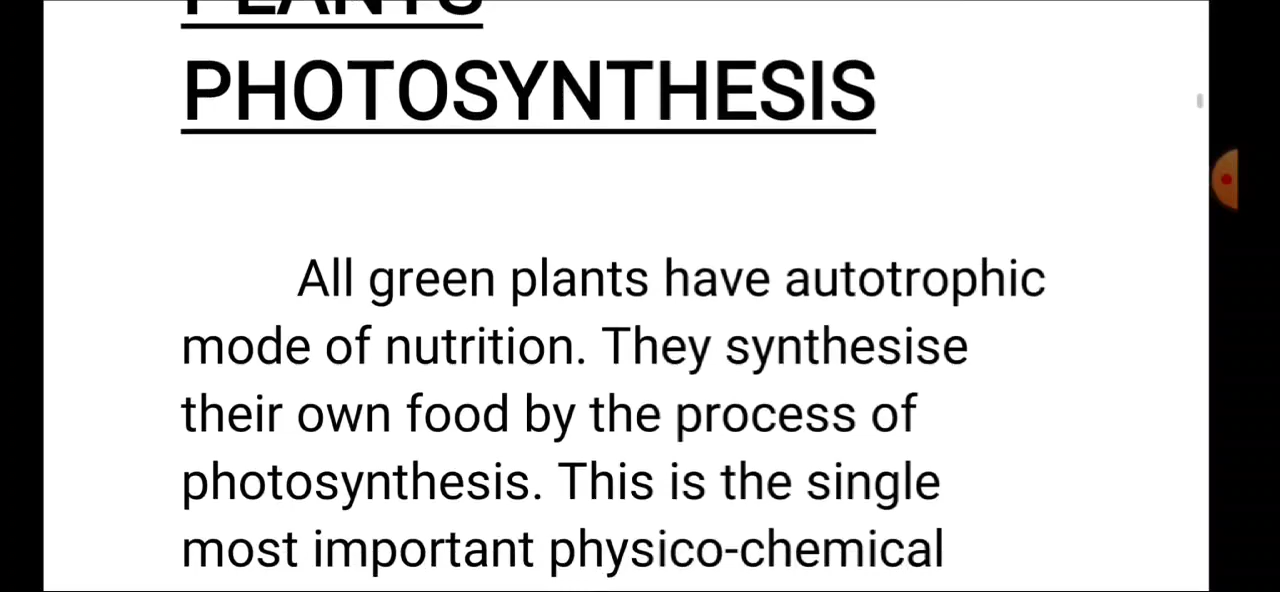 PLANTS
PHOTOSYNTHESIS
All green plants have autotrophic
mode of nutrition. They synthesise
their own food by the process of
photosynthesis. This is the single
most important physico-chemical